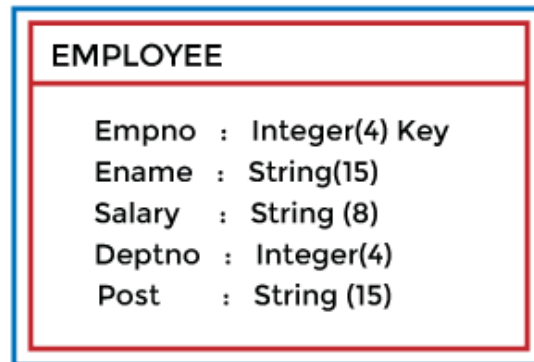 EMPLOYEE
Empno : Integer(4) Key
Ename : String(15)
Salary : String (8)
Deptno : Integer(4)
Post : String (15)